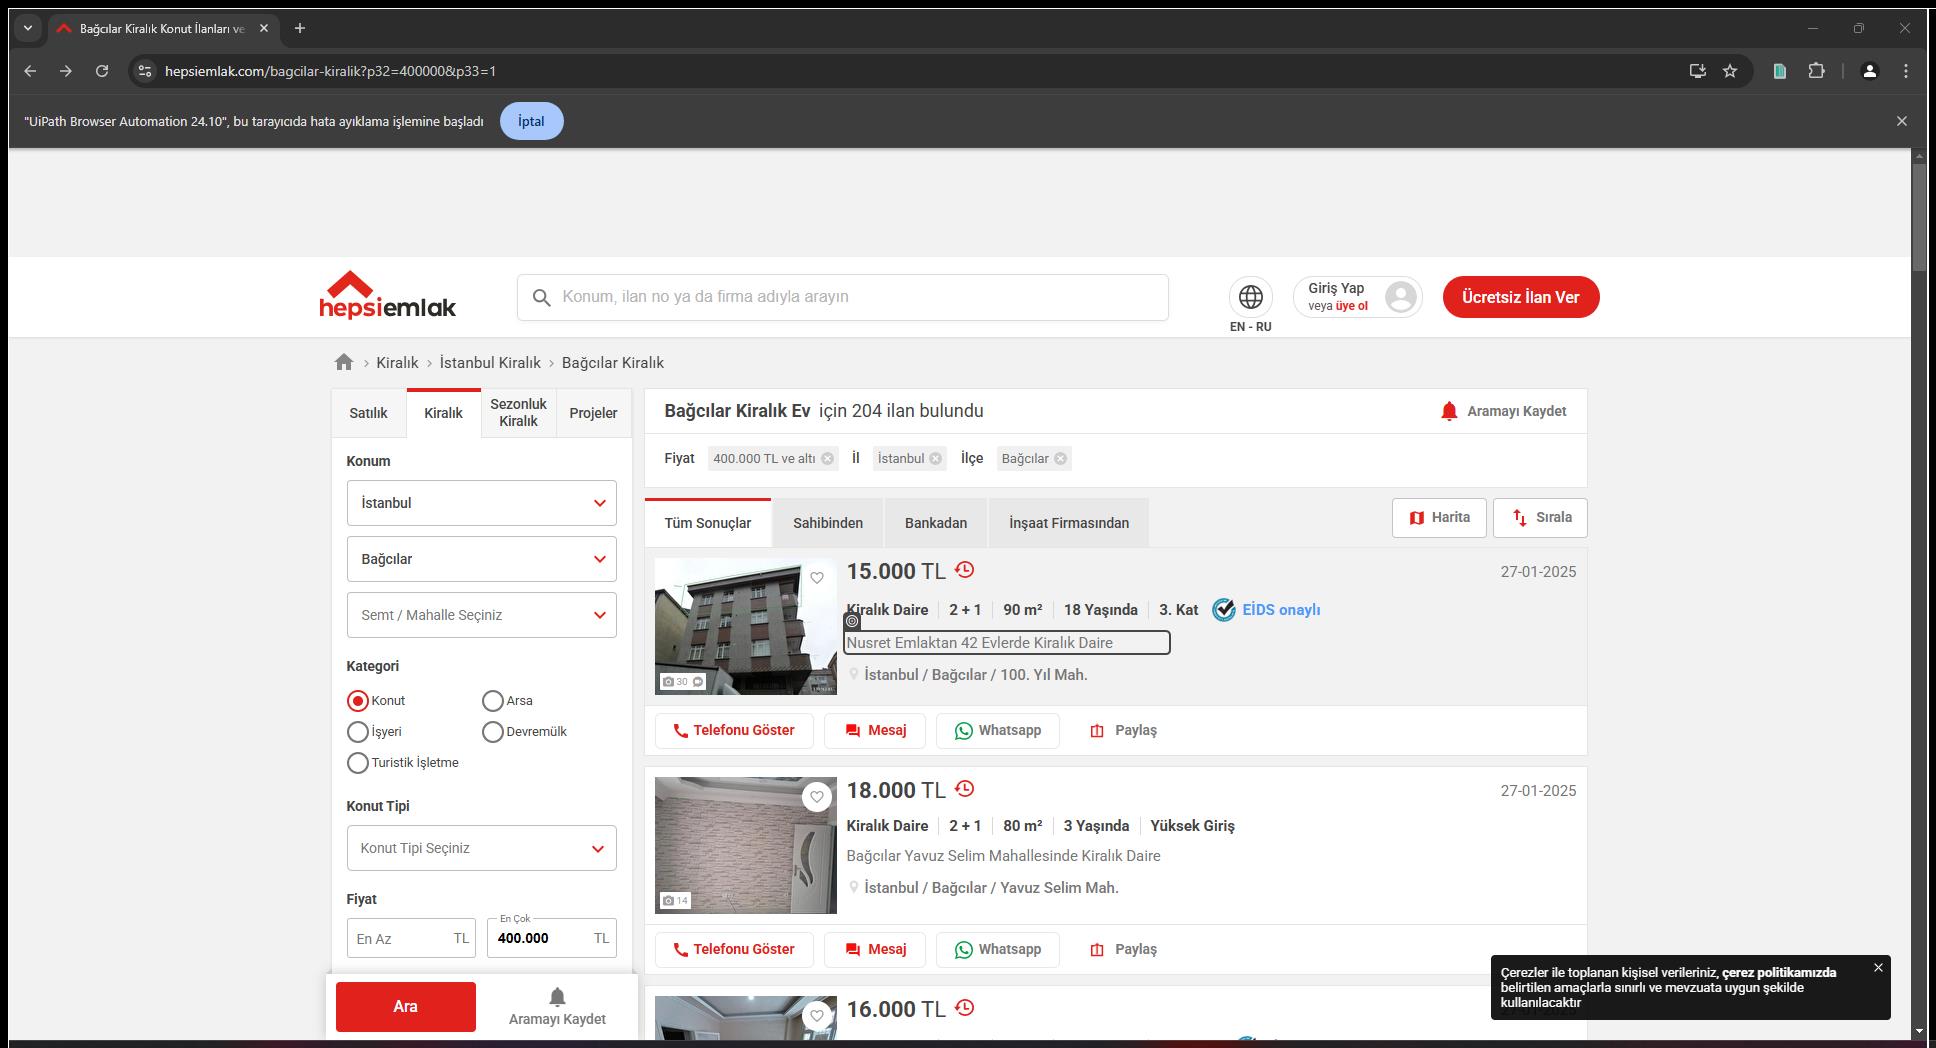 Bağcılar Kiralık Konut İlanları ve
hepsiemlak.com/bagcilar-kiralik?p32=400000&p33=1
"UiPath Browser Automation 24.10", bu tarayıcıda hata ayıklama işlemine başladı
İptal
hepsiemlak
Konum, ilan no ya da firma adıyla arayın
EN - RU
Giriş Yap
veya üye ol
Ücretsiz İlan Ver
> Kiralık > İstanbul Kiralık > Bağcılar Kiralık
Satılık
Kiralık
Sezonluk
Kiralık
Projeler
Konum
İstanbul
Bağcılar
Semt / Mahalle Seçiniz
Kategori
Konut
Arsa
İşyeri
Devremülk
Turistik İşletme
Konut Tipi
Konut Tipi Seçiniz
Fiyat
En Az TL
En Çok
400.000 TL
Ara
Aramayı Kaydet
Bağcılar Kiralık Ev için 204 ilan bulundu
Aramayı Kaydet
Fiyat 400.000 TL ve altı İl İstanbul İlçe Bağcılar
Tüm Sonuçlar
Sahibinden
Bankadan
İnşaat Firmasından
Harita
Sırala
15.000 TL
27-01-2025
Kiralık Daire 2 + 1 90 m² 18 Yaşında 3. Kat EİDS onaylı
Nusret Emlaktan 42 Evlerde Kiralık Daire
İstanbul / Bağcılar / 100. Yıl Mah.
30
Telefonu Göster
Mesaj
Whatsapp
Paylaş
18.000 TL
27-01-2025
Kiralık Daire 2 + 1 80 m² 3 Yaşında Yüksek Giriş
Bağcılar Yavuz Selim Mahallesinde Kiralık Daire
İstanbul / Bağcılar / Yavuz Selim Mah.
14
Telefonu Göster
Mesaj
Whatsapp
Paylaş
16.000 TL
27-01-2025
Çerezler ile toplanan kişisel verileriniz, çerez politikamızda
belirtilen amaçlarla sınırlı ve mevzuata uygun şekilde
kullanılacaktır